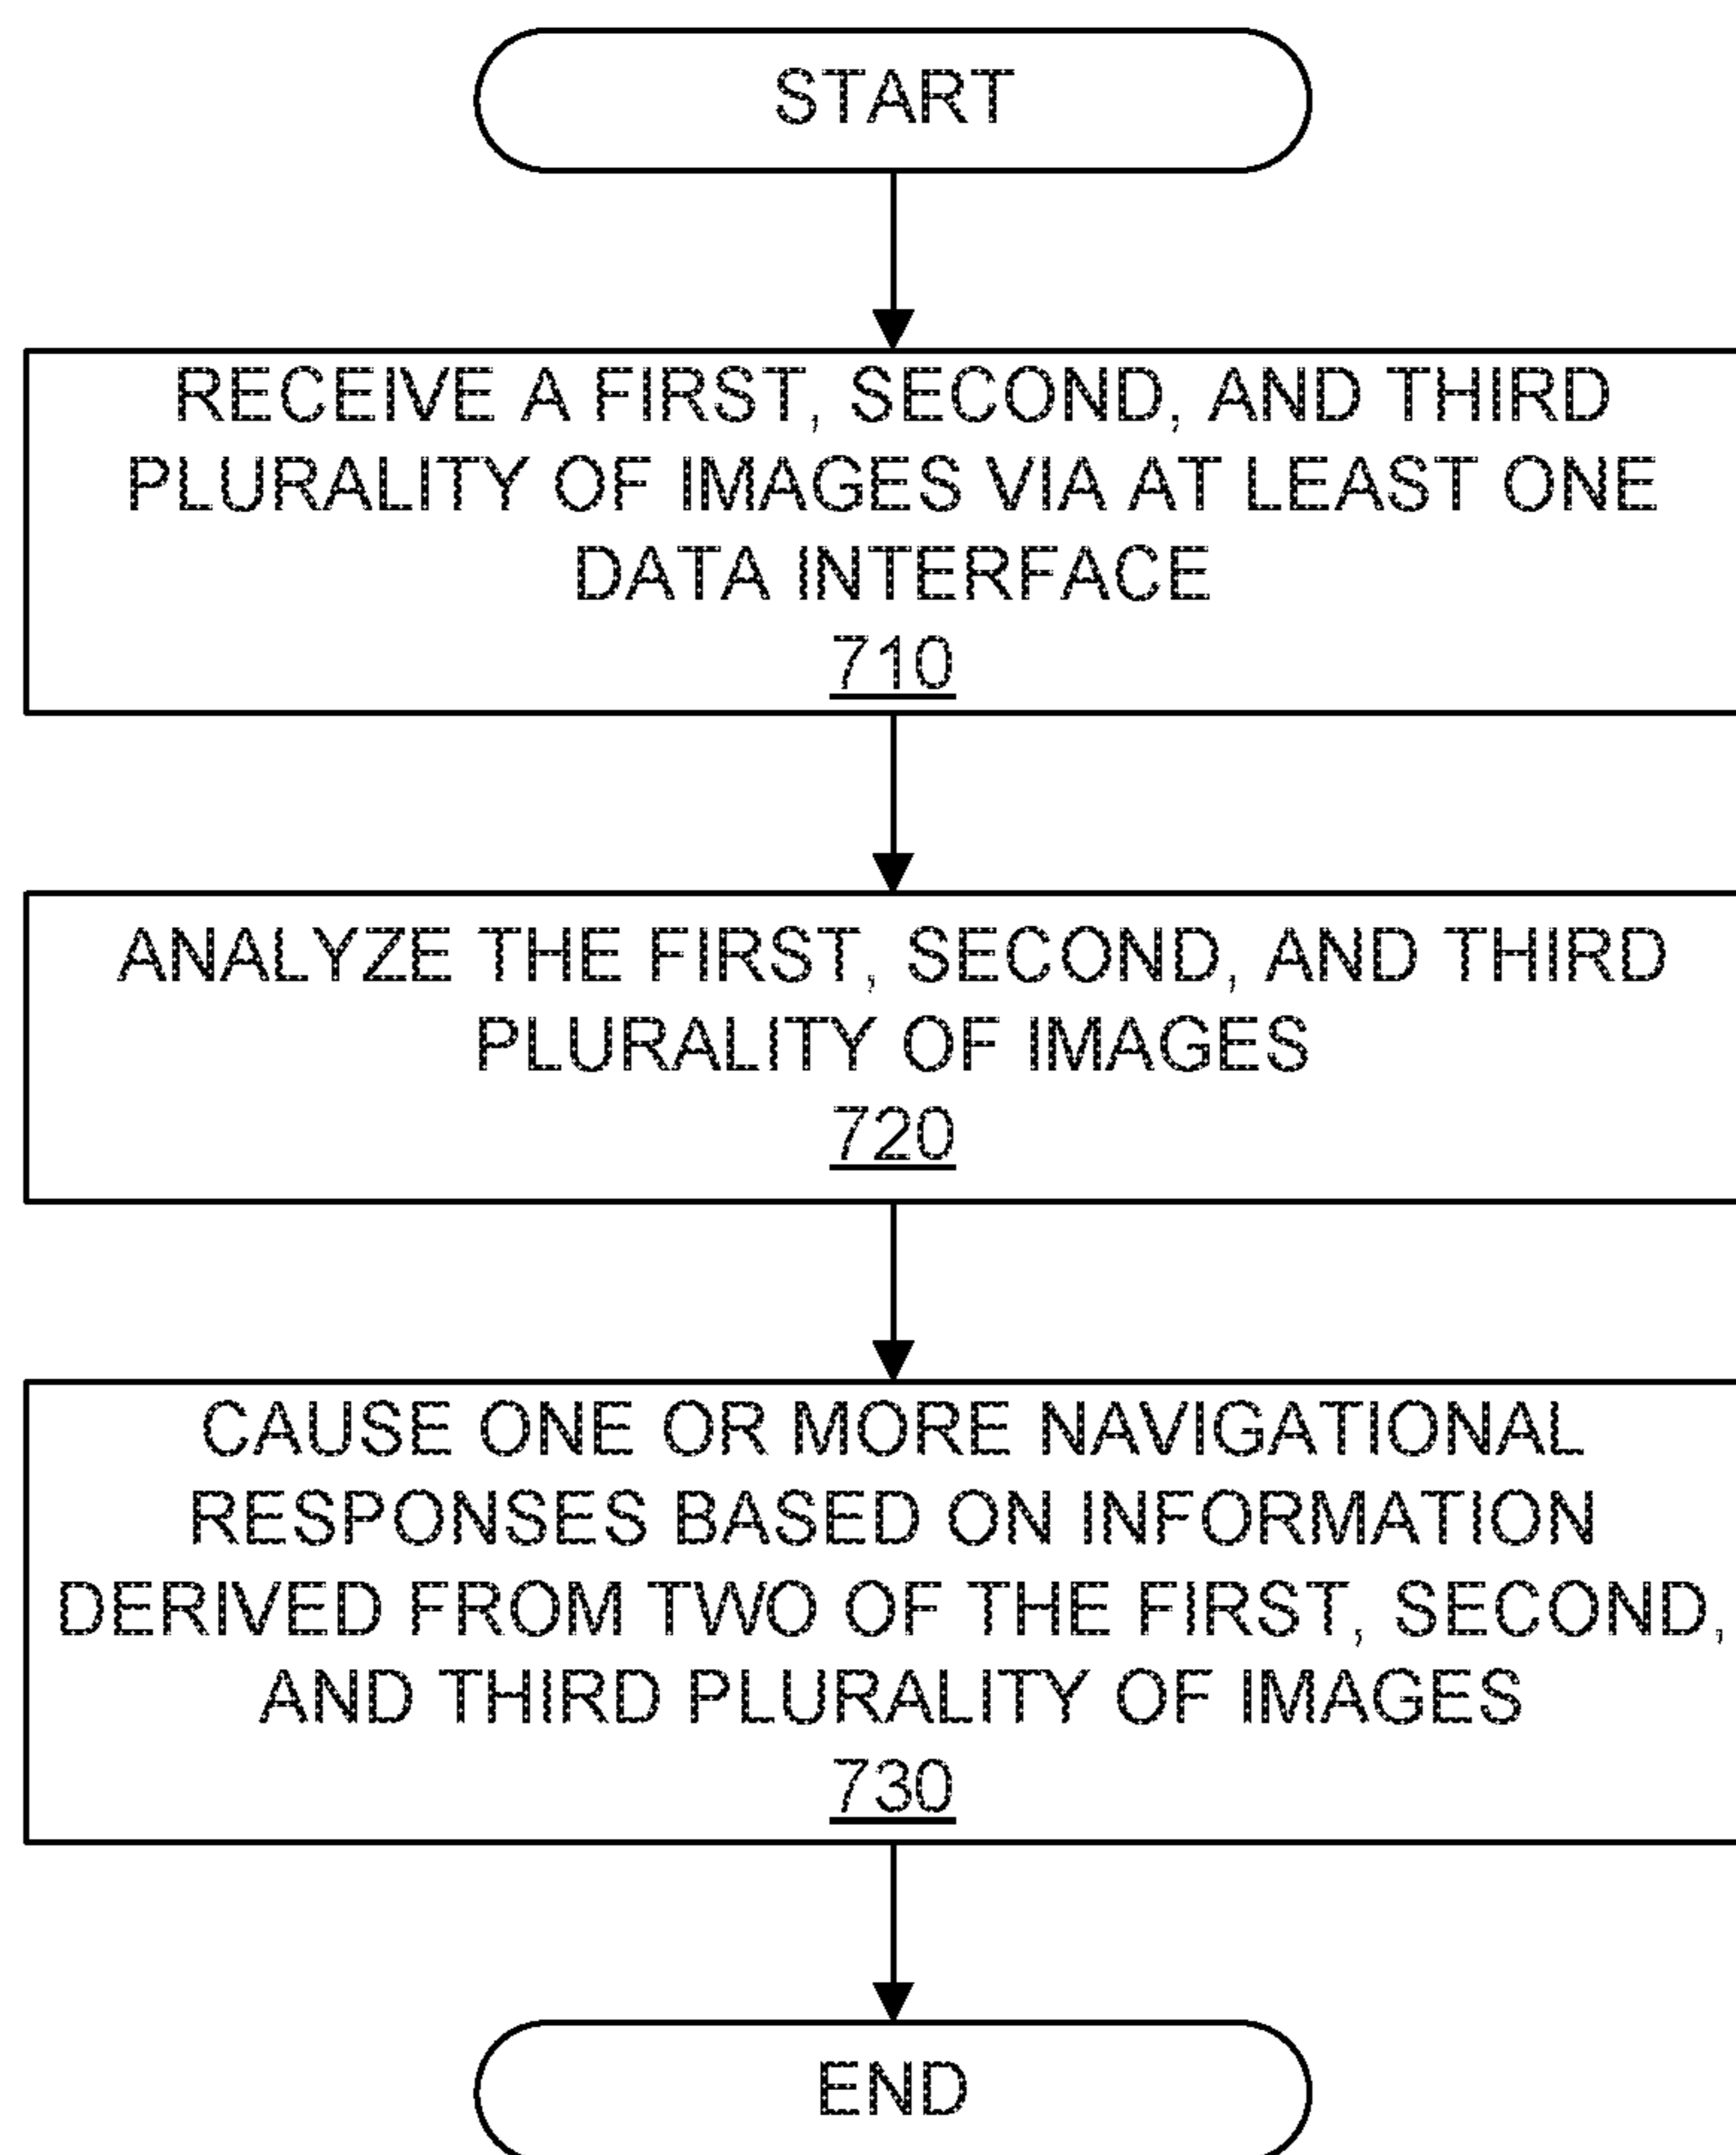 START
RECEIVE A FIRST, SECOND, AND THIRD
PLURALITY OF IMAGES VIA AT LEAST ONE
DATA INTERFACE
710
ANALYZE THE FIRST, SECOND, AND THIRD
PLURALITY OF IMAGES
720
CAUSE ONE OR MORE NAVIGATIONAL
RESPONSES BASED ON INFORMATION
DERIVED FROM TWO OF THE FIRST, SECOND,
AND THIRD PLURALITY OF IMAGES
730
END